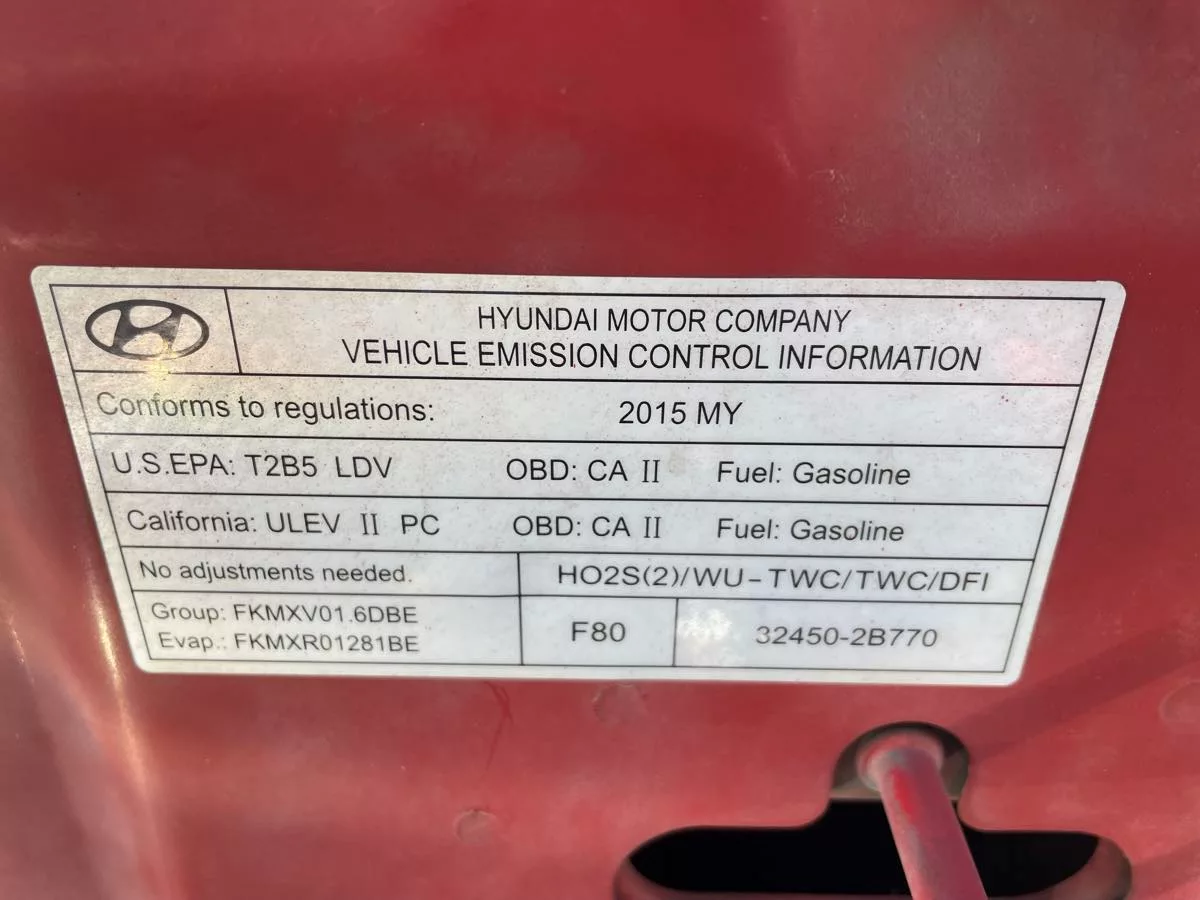 HYUNDAI MOTOR COMPANY
VEHICLE EMISSION CONTROL INFORMATION
Conforms to regulations: 2015 MY
U.S.EPA: T2B5 LDV OBD: CA II Fuel: Gasoline
California: ULEV II PC OBD: CA II Fuel: Gasoline
No adjustments needed. HO2S(2)/WU-TWC/TWC/DFI
Group: FKMXV01.6DBE
Evap.: FKMXR01281BE
F80 32450-2B770